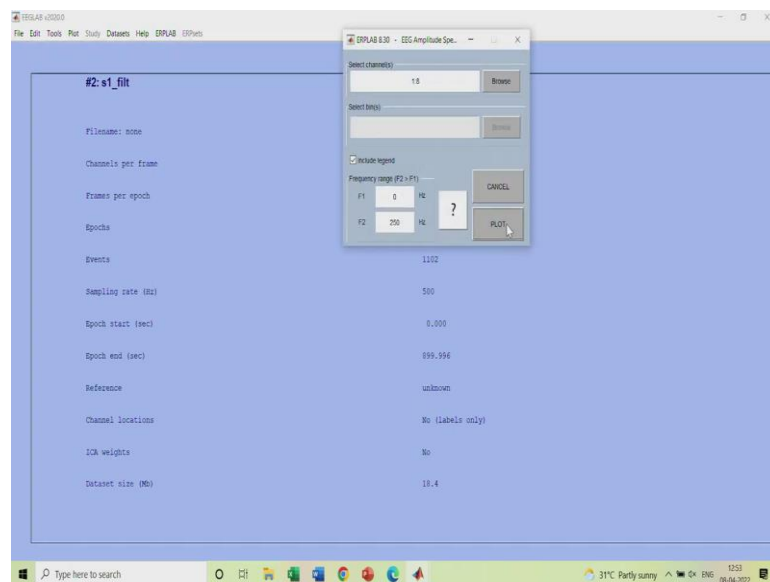 EEGLAB v2020.0
File Edit Tools Plot Study Datasets Help ERPLAB ERPsets
ERPLAB 8.30 - EEG Amplitude Spe...
Select channel(s)
1:8 Browse
Select bin(s)
Browse
Include legend
Frequency range (F2 > F1)
F1 0 Hz
F2 250 Hz
?
CANCEL
PLOT
#2: s1_filt
Filename: none
Channels per frame
Frames per epoch
Epochs
Events 1102
Sampling rate (Hz) 500
Epoch start (sec) 0.000
Epoch end (sec) 899.996
Reference unknown
Channel locations No (labels only)
ICA weights No
Dataset size (Mb) 18.4
Type here to search
31°C Partly sunny ENG 12:53
08-04-2022